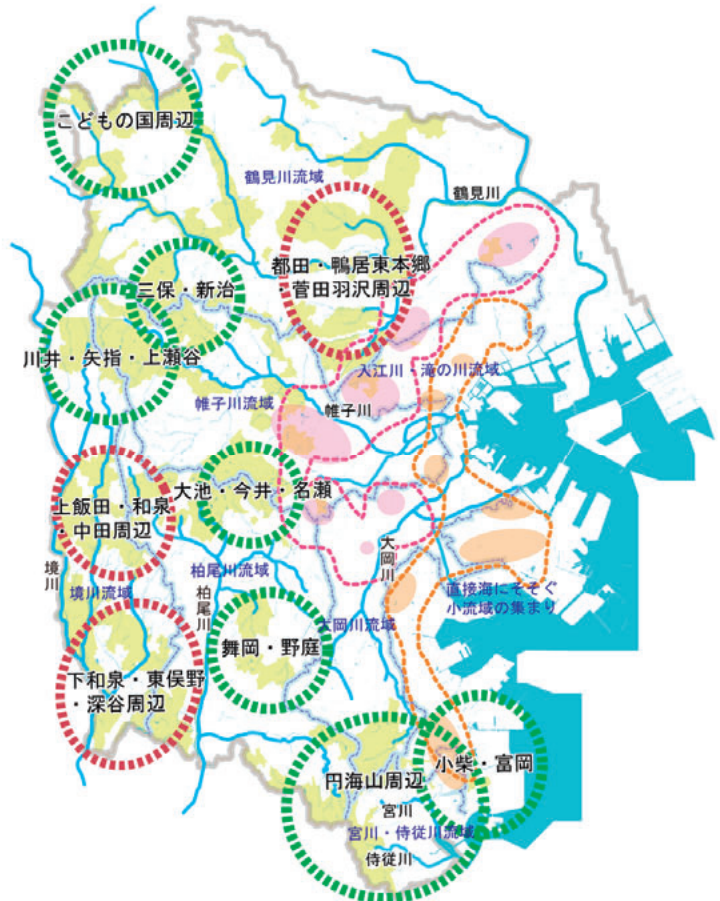 こどもの国周辺
鶴見川流域
鶴見川
都田・鴨居東本郷
・菅田羽沢周辺
三保・新治
川井・矢指・上瀬谷
入江川・滝の川流域
帷子川流域
帷子川
大池・今井・名瀬
上飯田・和泉
・中田周辺
大岡川
境川
柏尾川流域
境川流域
柏尾川
直接海にそそぐ
小流域の集まり
大岡川流域
舞岡・野庭
下和泉・東俣野
・深谷周辺
小柴・富岡
円海山周辺
宮川
宮川・侍従川流域
侍従川